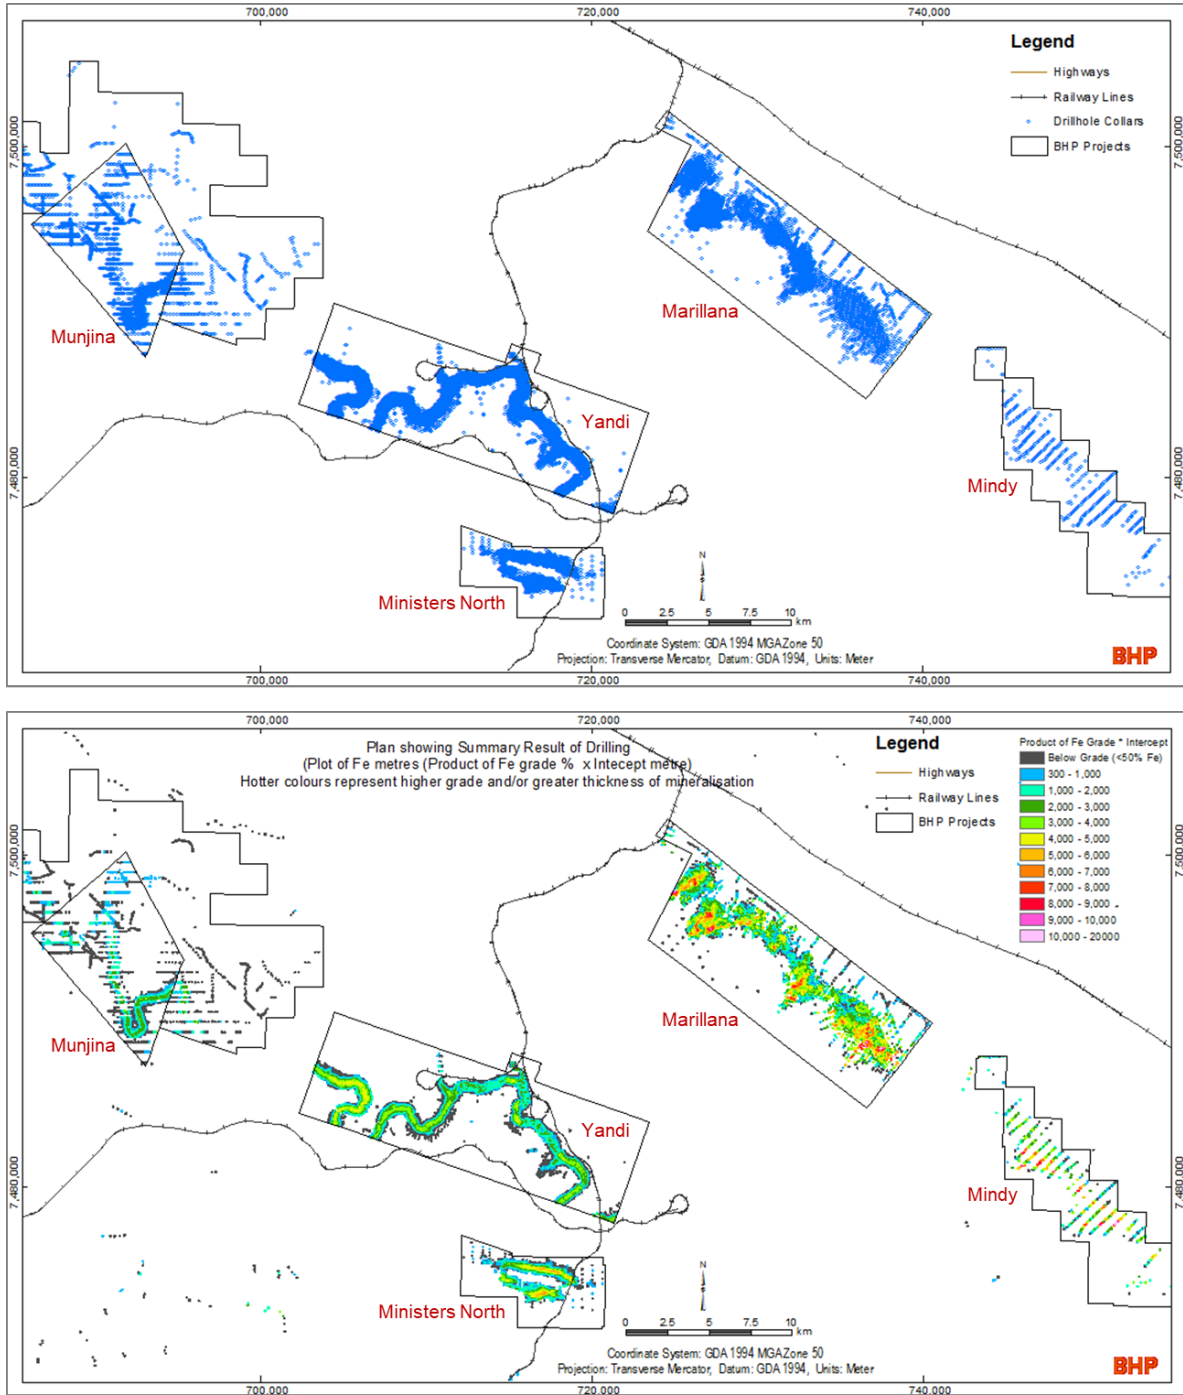 700,000
720,000
740,000
Legend
Highways
Railway Lines
Drillhole Collars
BHP Projects
7,500,000
7,500,000
Munjina
Marillana
Yandi
7,480,000
7,480,000
Mindy
Ministers North
N
S
0 2.5 5 7.5 10
km
Coordinate System: GDA 1994 MGAZone 50
Projection: Transverse Mercator, Datum: GDA 1994, Units: Meter
BHP
700,000
720,000
740,000
700,000
720,000
740,000
Plan showing Summary Result of Drilling
(Plot of Fe metres (Product of Fe grade % x Intecept metre)
Hotter colours represent higher grade and/or greater thickness of mineralisation
Legend
Highways
Railway Lines
BHP Projects
Product of Fe Grade * Intercept
Below Grade (<50% Fe)
300 - 1,000
1,000 - 2,000
2,000 - 3,000
3,000 - 4,000
4,000 - 5,000
5,000 - 6,000
6,000 - 7,000
7,000 - 8,000
8,000 - 9,000
9,000 - 10,000
10,000 - 20000
7,500,000
7,500,000
Munjina
Marillana
Yandi
7,480,000
7,480,000
Mindy
Ministers North
N
S
0 2.5 5 7.5 10
km
Coordinate System: GDA 1994 MGAZone 50
Projection: Transverse Mercator, Datum: GDA 1994, Units: Meter
BHP
700,000
720,000
740,000